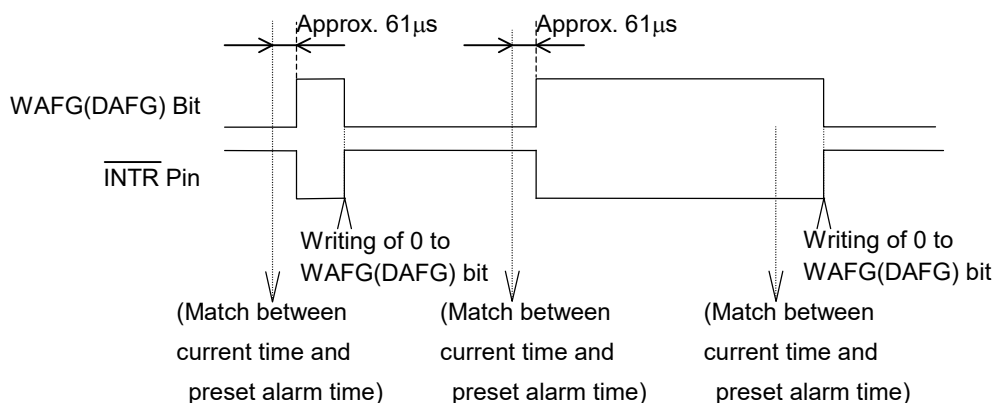 Approx. 61μs
Approx. 61μs
WAFG(DAFG) Bit
INTR Pin
Writing of 0 to
WAFG(DAFG) bit
Writing of 0 to
WAFG(DAFG) bit
(Match between
current time and
preset alarm time)
(Match between
current time and
preset alarm time)
(Match between
current time and
preset alarm time)